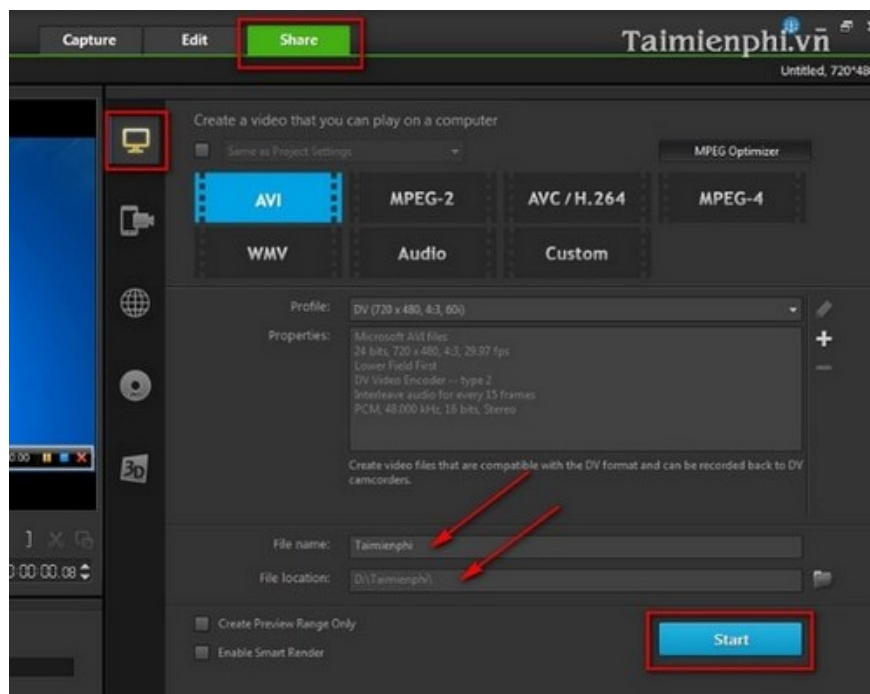 Capture Edit Share
Taimienphi.vn
Untitled, 720*48
Create a video that you can play on a computer
Same as Project Settings
MPEG Optimizer
AVI MPEG-2 AVC / H.264 MPEG-4
WMV Audio Custom
Profile: DV (720 x 480, 4:3, 60i)
Properties: Microsoft AVI files
24 bits, 720 x 480, 4:3, 29.97 fps
Lower Field First
DV Video Encoder -- type 2
Interleave audio for every 15 frames
PCM, 48.000 kHz, 16 bits, Stereo
Create video files that are compatible with the DV format and can be recorded back to DV
camcorders.
3D
File name: Taimienphi
0:00:00.08
File location: D:\Taimienphi\
Create Preview Range Only
Enable Smart Render
Start